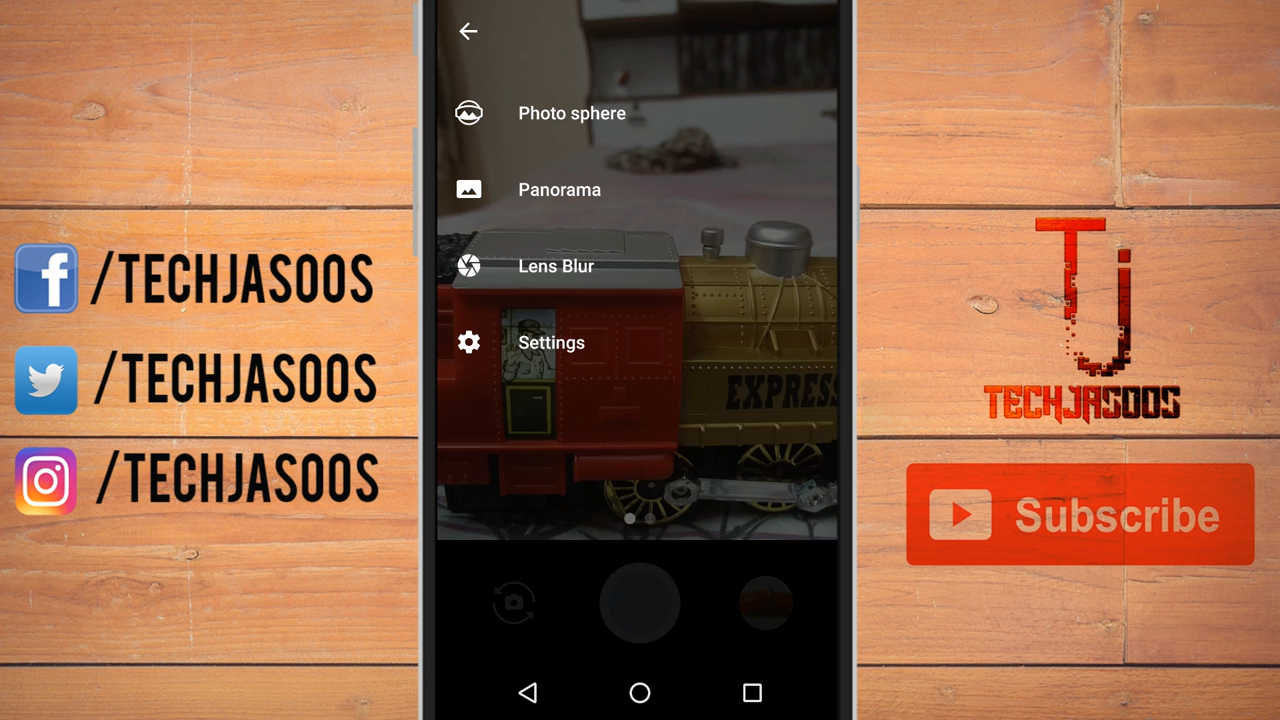 Photo sphere
Panorama
Lens Blur
Settings
EXPRESS
/TECHJASOOS
/TECHJASOOS
/TECHJASOOS
TJ
TECHJASOOS
Subscribe